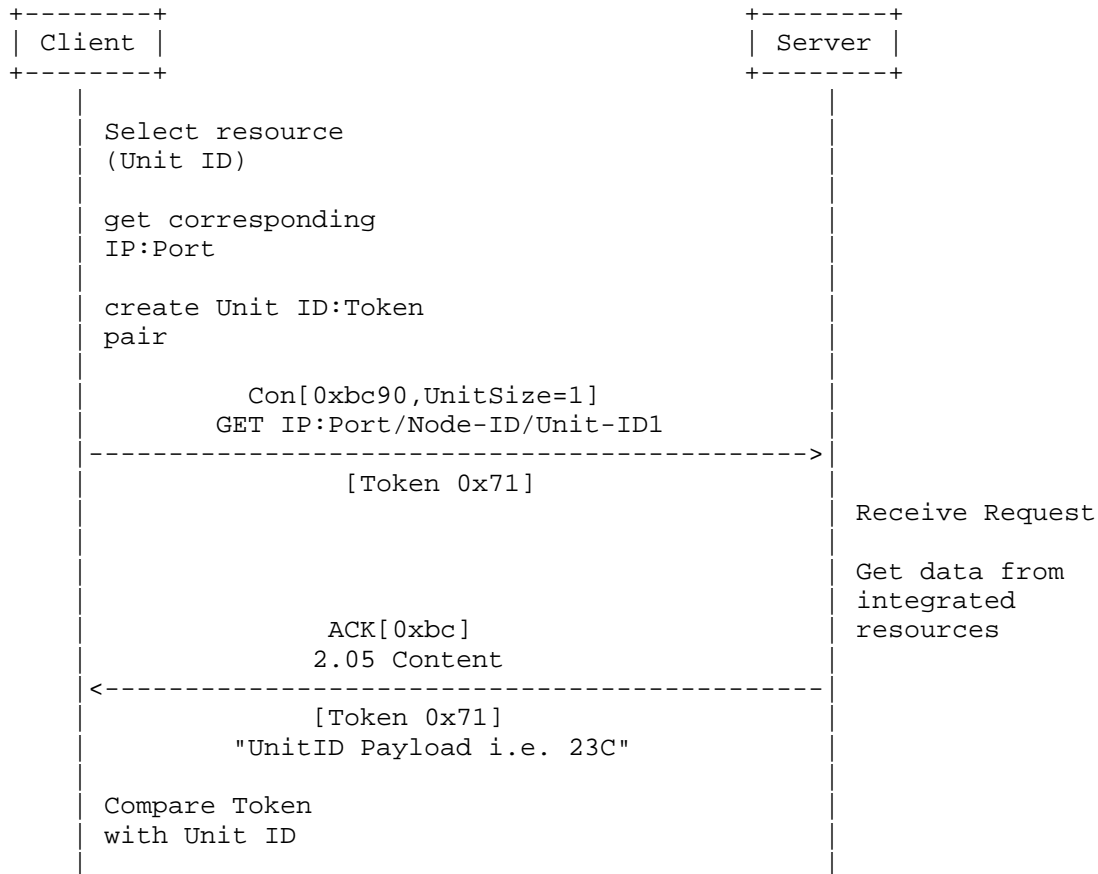 Client
Server
Select resource
(Unit ID)
get corresponding
IP:Port
create Unit ID:Token
pair
Con[0xbc90,UnitSize=1]
GET IP:Port/Node-ID/Unit-ID1
[Token 0x71]
Receive Request
Get data from
integrated
resources
ACK[0xbc]
2.05 Content
[Token 0x71]
"UnitID Payload i.e. 23C"
Compare Token
with Unit ID